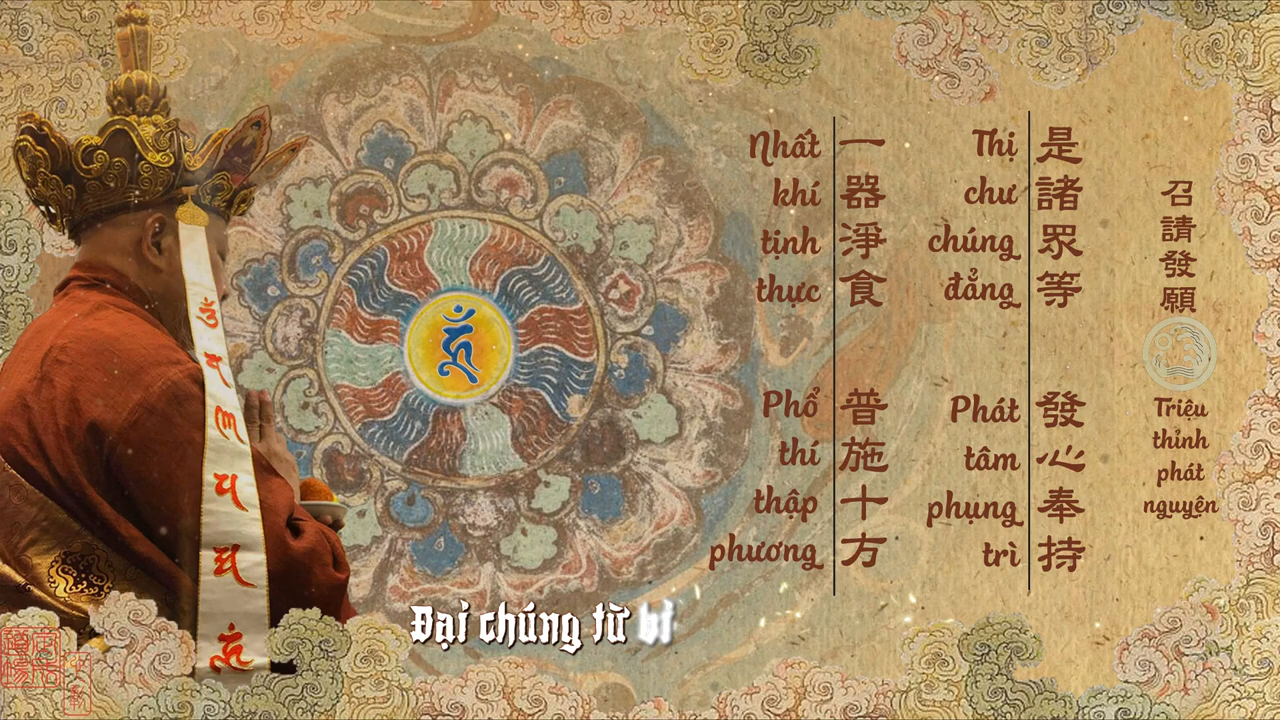 召請發願
Triệu thỉnh phát nguyện
是諸眾等
Thị chư chúng đẳng
發心奉持
Phát tâm phụng trì
一器淨食
Nhất khí tịnh thực
普施十方
Phổ thí thập phương
Đại chúng từ bi